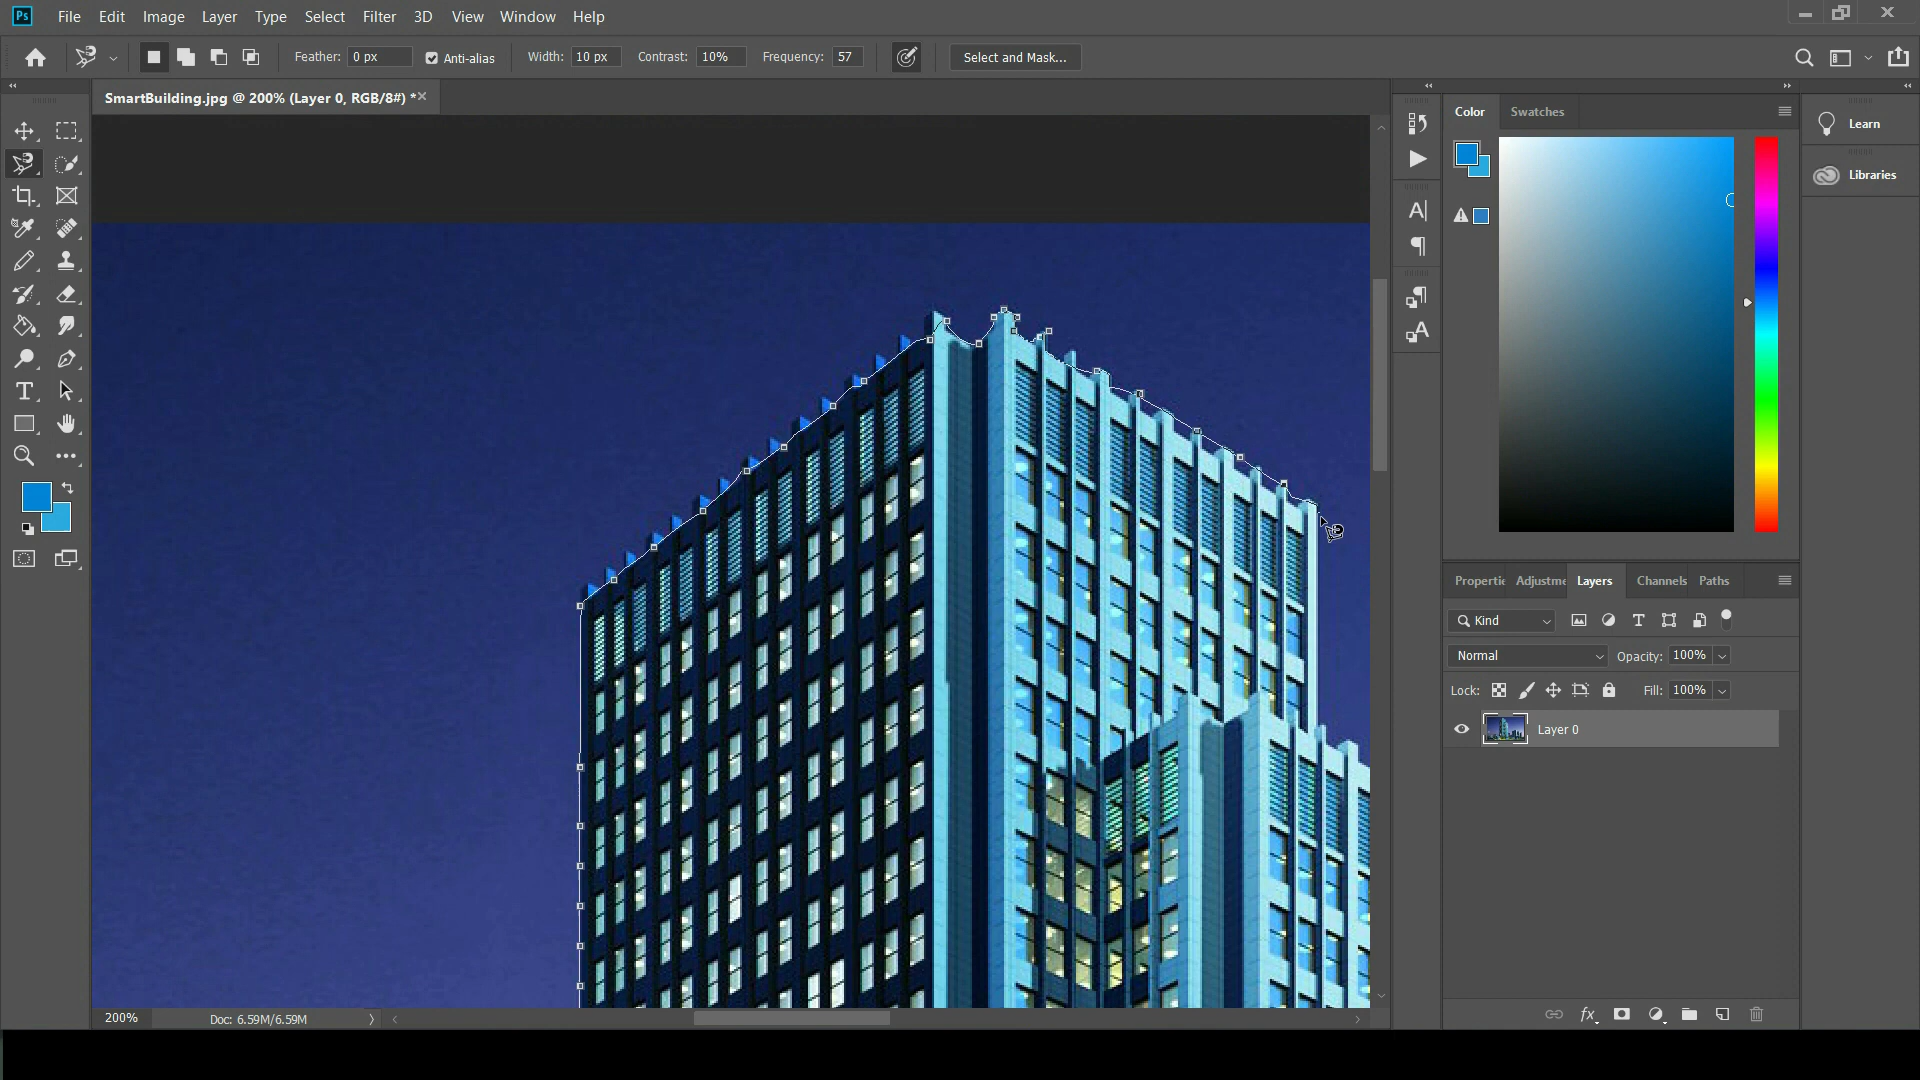 Ps File Edit Image Layer Type Select Filter 3D View Window Help
Feather: 0 px Anti-alias Width: 10 px Contrast: 10% Frequency: 57 Select and Mask...
SmartBuilding.jpg @ 200% (Layer 0, RGB/8#) *
Color Swatches
Learn
Libraries
Propertie Adjustme Layers Channels Paths
Kind
Normal Opacity: 100%
Lock: Fill: 100%
Layer 0
200% Doc: 6.59M/6.59M
fx